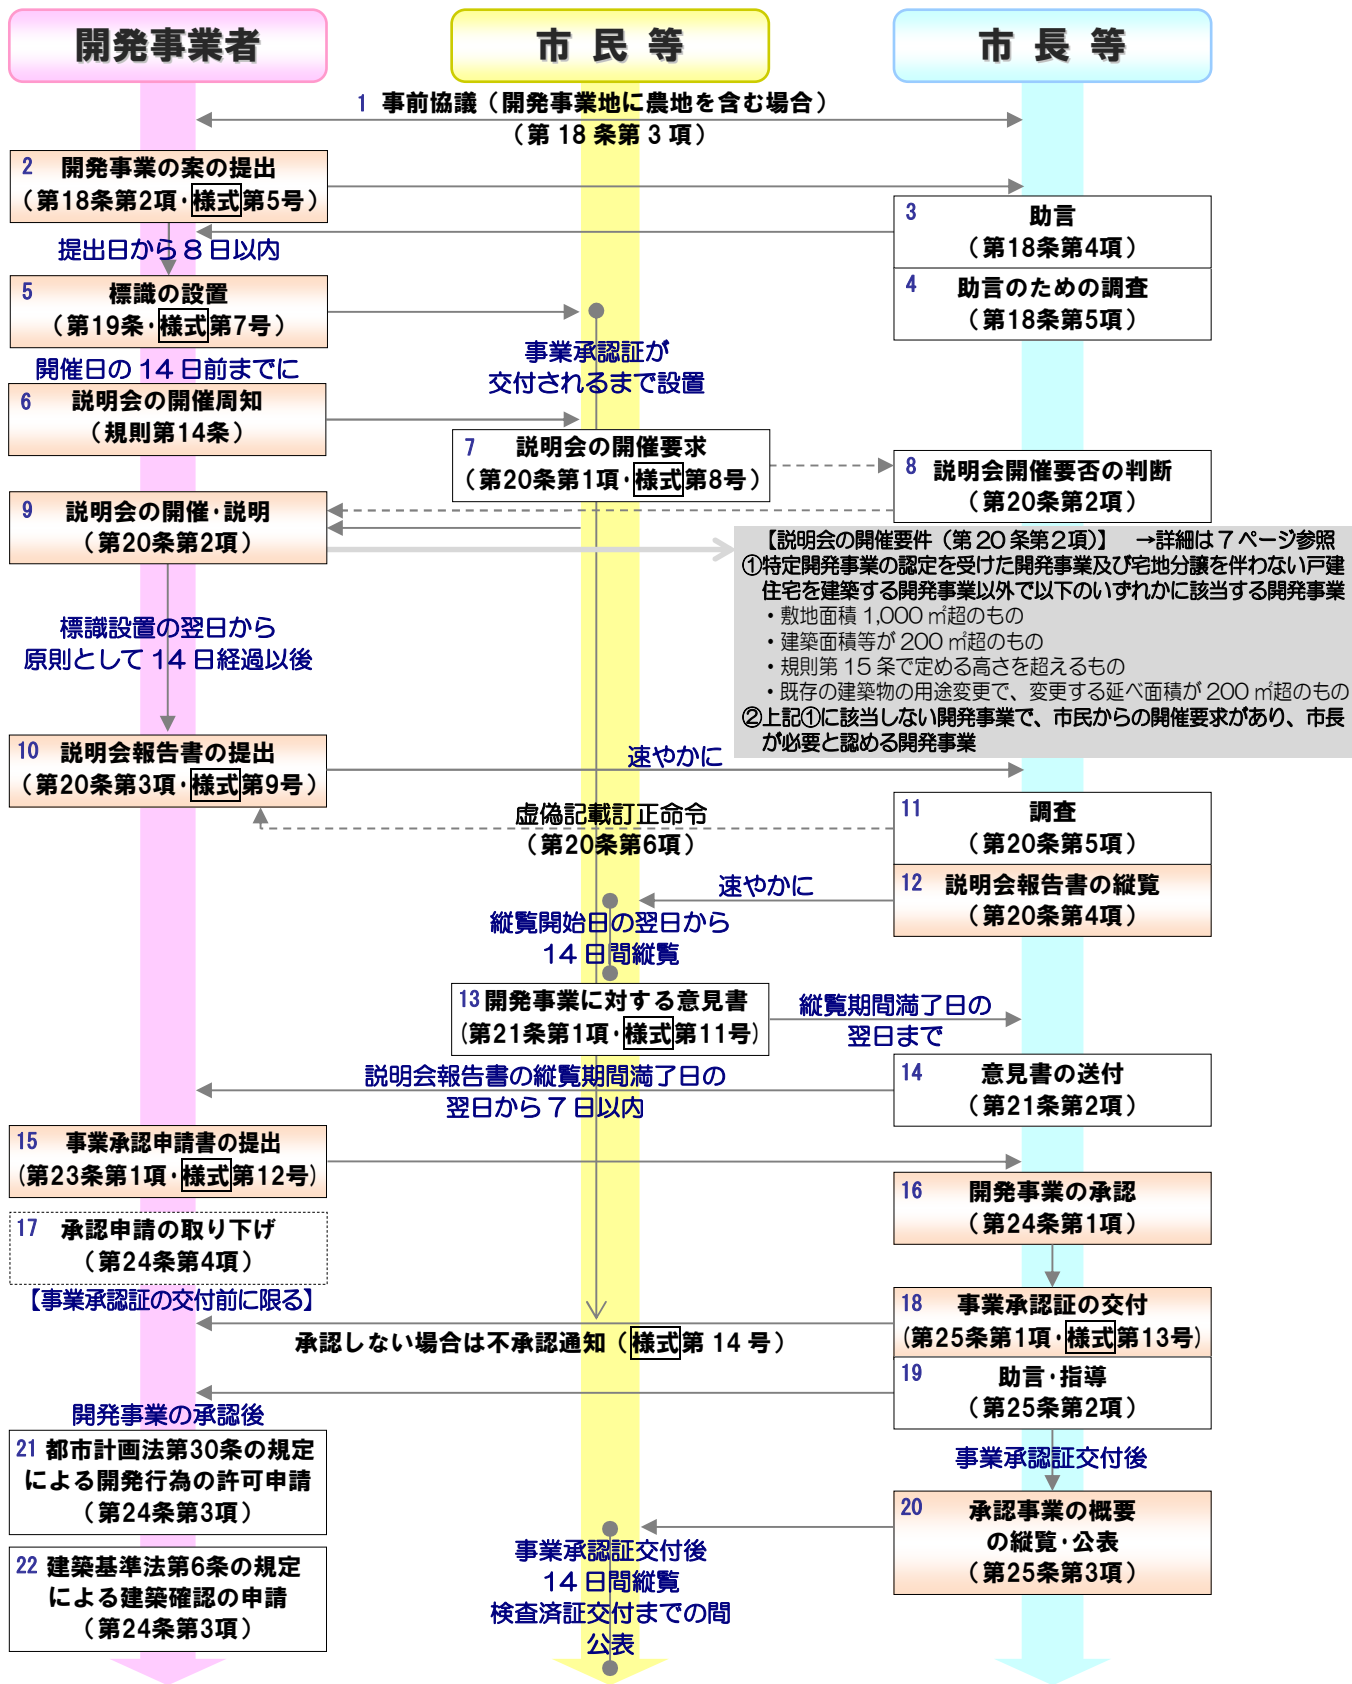 開発事業者
市 民 等
市 長 等
1 事前協議（開発事業地に農地を含む場合）
（第 18 条第 3 項）
2 開発事業の案の提出
（第18条第2項・様式第5号）
3 助言
（第18条第4項）
提出日から 8 日以内
4 助言のための調査
（第18条第5項）
5 標識の設置
（第19条・様式第7号）
事業承認証が
交付されるまで設置
開催日の 14 日前までに
6 説明会の開催周知
（規則第14条）
7 説明会の開催要求
（第20条第1項・様式第8号）
8 説明会開催要否の判断
（第20条第2項）
9 説明会の開催・説明
（第20条第2項）
【説明会の開催要件（第 20 条第２項）】 →詳細は 7 ページ参照
①特定開発事業の認定を受けた開発事業及び宅地分譲を伴わない戸建
住宅を建築する開発事業以外で以下のいずれかに該当する開発事業
・敷地面積 1,000 ㎡超のもの
・建築面積等が 200 ㎡超のもの
・規則第 15 条で定める高さを超えるもの
・既存の建築物の用途変更で、変更する延べ面積が 200 ㎡超のもの
②上記①に該当しない開発事業で、市民からの開催要求があり、市長
が必要と認める開発事業
標識設置の翌日から
原則として 14 日経過以後
10 説明会報告書の提出
（第20条第3項・様式第9号）
速やかに
11 調査
（第20条第5項）
虚偽記載訂正命令
（第20条第6項）
12 説明会報告書の縦覧
（第20条第4項）
速やかに
縦覧開始日の翌日から
14 日間縦覧
13 開発事業に対する意見書
(第21条第1項・様式第11号)
縦覧期間満了日の
翌日まで
14 意見書の送付
（第21条第2項）
説明会報告書の縦覧期間満了日の
翌日から 7 日以内
15 事業承認申請書の提出
(第23条第1項・様式第12号)
16 開発事業の承認
（第24条第1項）
17 承認申請の取り下げ
（第24条第4項）
【事業承認証の交付前に限る】
18 事業承認証の交付
(第25条第1項・様式第13号)
承認しない場合は不承認通知（様式第 14 号）
19 助言・指導
（第25条第2項）
開発事業の承認後
21 都市計画法第30条の規定
による開発行為の許可申請
（第24条第3項）
事業承認証交付後
20 承認事業の概要
の縦覧・公表
（第25条第3項）
事業承認証交付後
14 日間縦覧
検査済証交付までの間
公表
22 建築基準法第6条の規定
による建築確認の申請
（第24条第3項）